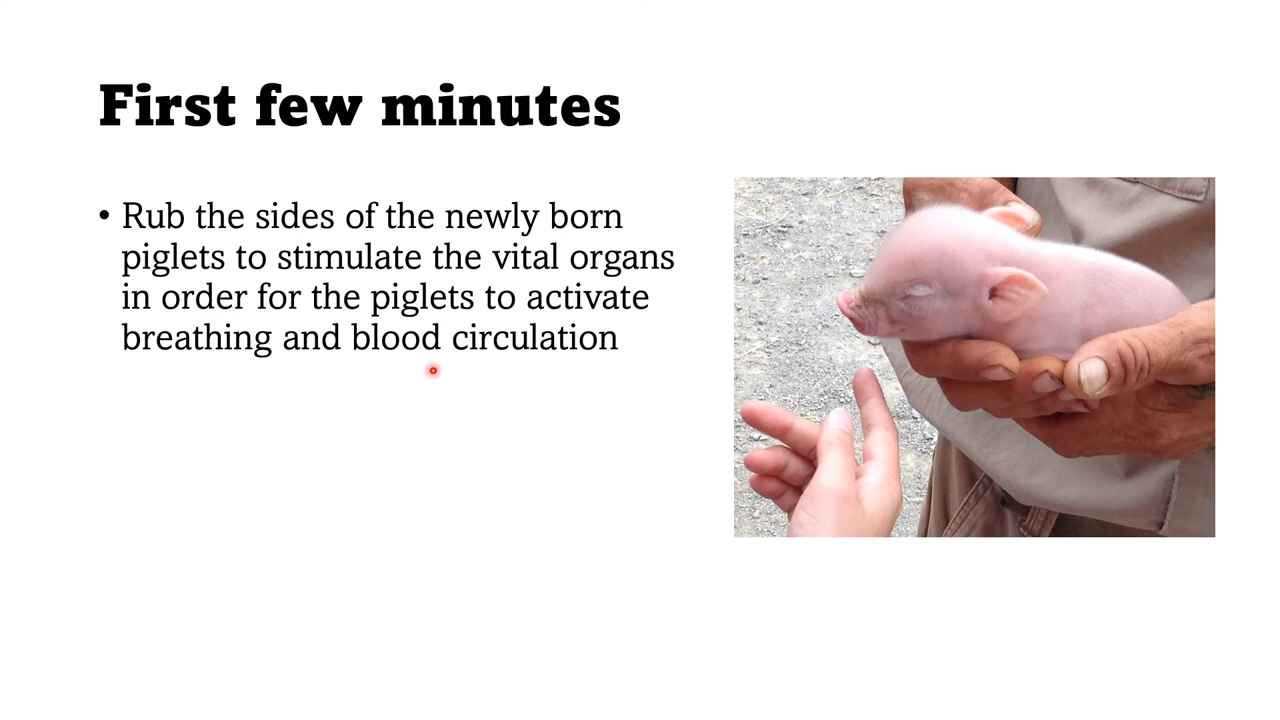 First few minutes
• Rub the sides of the newly born
piglets to stimulate the vital organs
in order for the piglets to activate
breathing and blood circulation